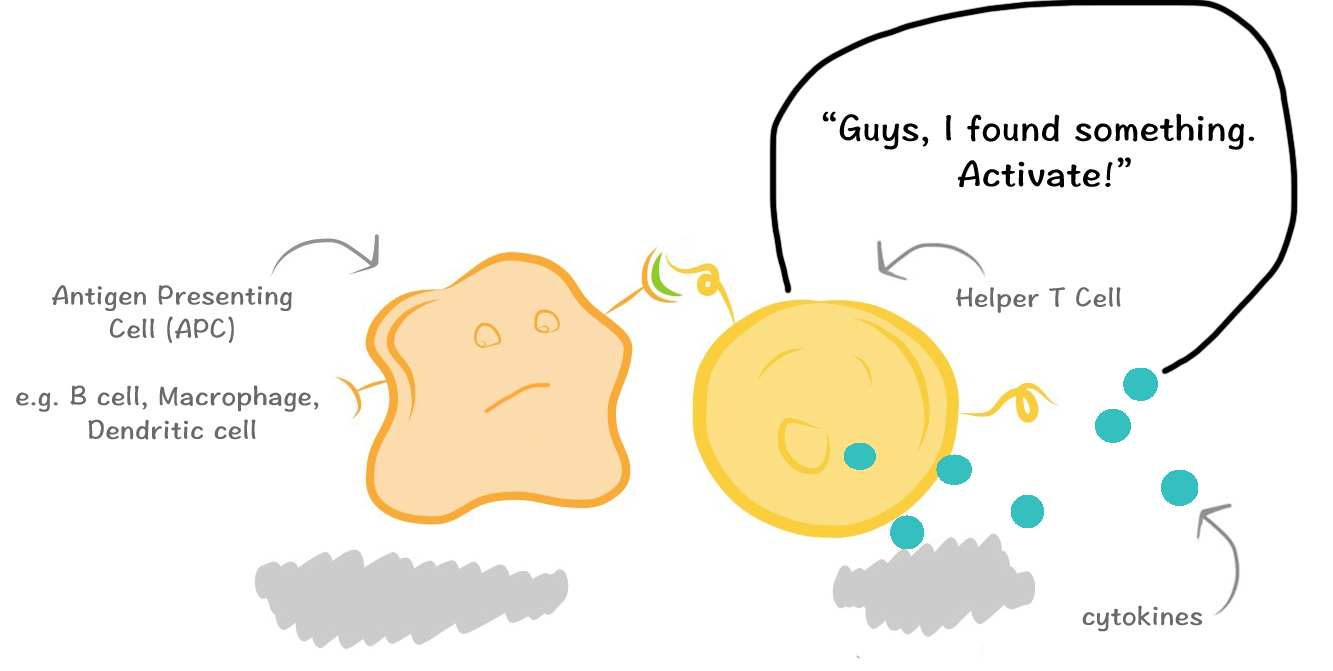 “Guys, I found something.
Activate!”
Antigen Presenting
Cell (APC)
e.g. B cell, Macrophage,
Dendritic cell
Helper T Cell
cytokines